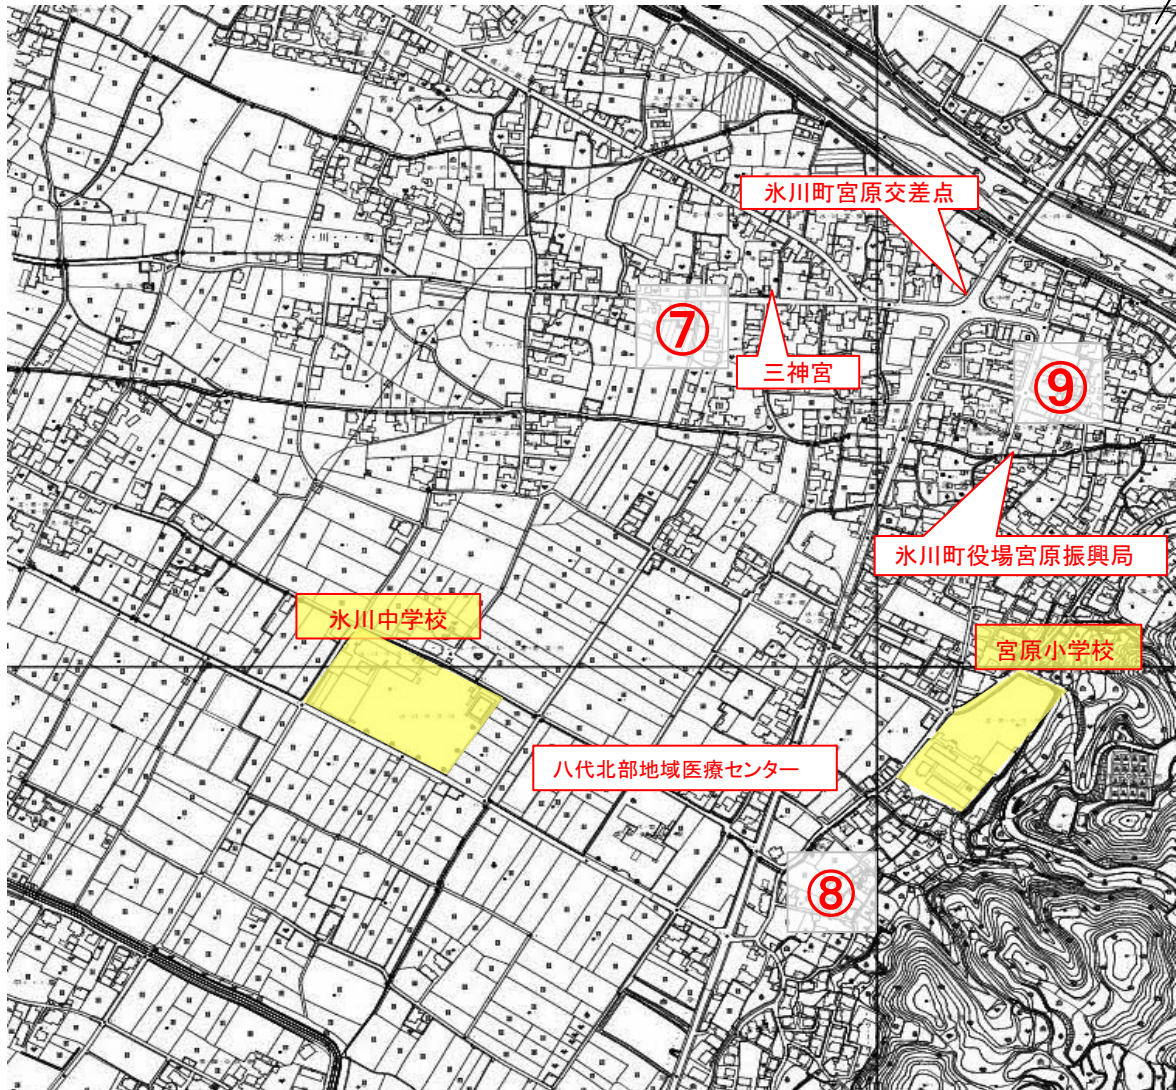 氷川町宮原交差点
⑦
三神宮
⑨
氷川町役場宮原振興局
氷川中学校
宮原小学校
八代北部地域医療センター
⑧